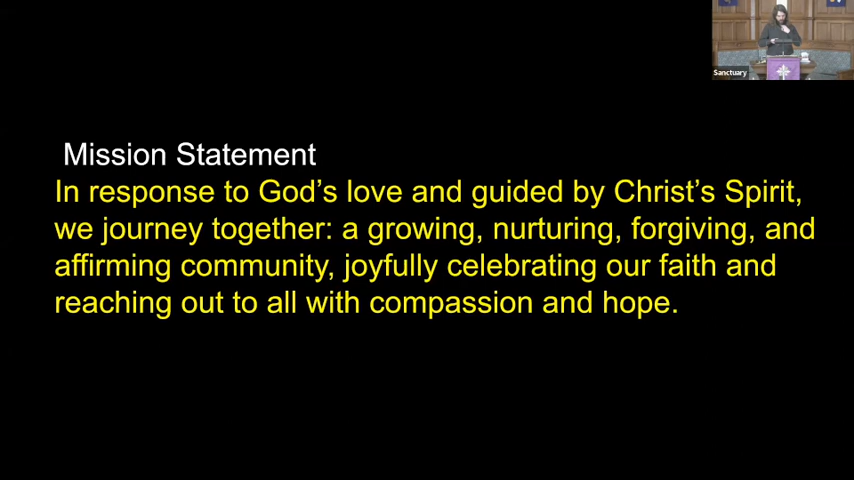 Sanctuary
Mission Statement
In response to God’s love and guided by Christ’s Spirit,
we journey together: a growing, nurturing, forgiving, and
affirming community, joyfully celebrating our faith and
reaching out to all with compassion and hope.